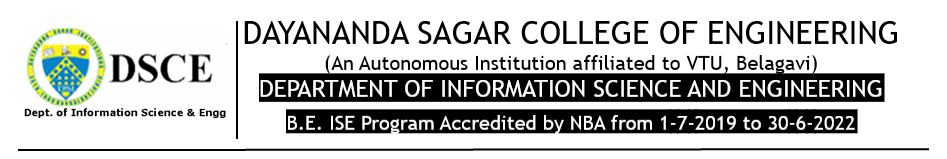 DSCE
Dept. of Information Science & Engg
DAYANANDA SAGAR COLLEGE OF ENGINEERING
(An Autonomous Institution affiliated to VTU, Belagavi)
DEPARTMENT OF INFORMATION SCIENCE AND ENGINEERING
B.E. ISE Program Accredited by NBA from 1-7-2019 to 30-6-2022